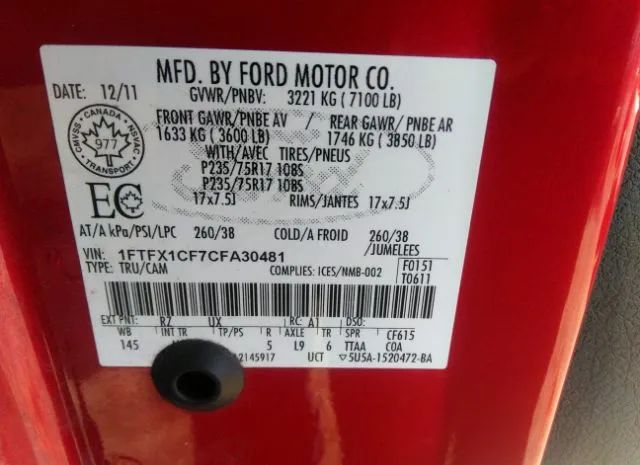 MFD. BY FORD MOTOR CO.
DATE: 12/11 GVWR/PNBV: 3221 KG ( 7100 LB)
FRONT GAWR/PNBE AV / REAR GAWR/ PNBE AR
1633 KG ( 3600 LB) 1746 KG ( 3850 LB)
CANADA
CMVSS NSVAC
977
TRANSPORT
WITH/AVEC TIRES/PNEUS
P235/75R17 108S
P235/75R17 108S
EC
17x7.5J RIMS/JANTES 17x7.5J
AT/A kPa/PSI/LPC 260/38 COLD/A FROID 260/38
/JUMELEES
VIN: 1FTFX1CF7CFA30481
TYPE: TRU/CAM COMPLIES: ICES/NMB-002
F0151
T0611
EXT PNT: RZ UX RC: A1 DSO:
WB INT TR TP/PS R AXLE TR SPR CF615
145 5 L9 6 TTAA COA
2145917 UCT 5U5A-1520472-BA